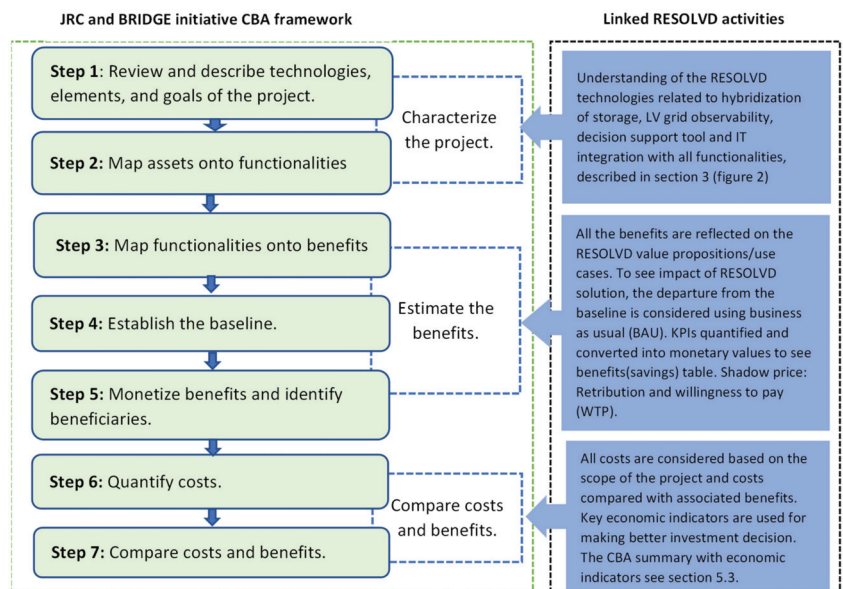 JRC and BRIDGE initiative CBA framework
Linked RESOLVD activities
Step 1: Review and describe technologies,
elements, and goals of the project.
Step 2: Map assets onto functionalities
Characterize
the project.
Understanding of the RESOLVD
technologies related to hybridization
of storage, LV grid observability,
decision support tool and IT
integration with all functionalities,
described in section 3 (figure 2)
Step 3: Map functionalities onto benefits
Step 4: Establish the baseline.
Step 5: Monetize benefits and identify
beneficiaries.
Estimate the
benefits.
All the benefits are reflected on the
RESOLVD value propositions/use
cases. To see impact of RESOLVD
solution, the departure from the
baseline is considered using business
as usual (BAU). KPIs quantified and
converted into monetary values to see
benefits(savings) table. Shadow price:
Retribution and willingness to pay
(WTP).
Step 6: Quantify costs.
Step 7: Compare costs and benefits.
Compare costs
and benefits.
All costs are considered based on the
scope of the project and costs
compared with associated benefits.
Key economic indicators are used for
making better investment decision.
The CBA summary with economic
indicators see section 5.3.